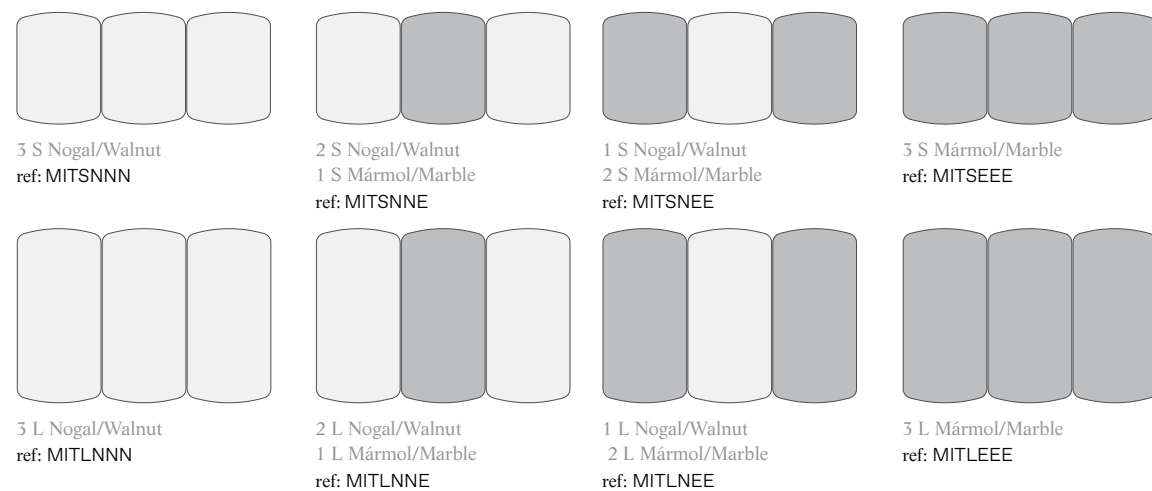 3 S Nogal/Walnut
ref: MITSNNN
2 S Nogal/Walnut
1 S Mármol/Marble
ref: MITSNNE
1 S Nogal/Walnut
2 S Mármol/Marble
ref: MITSNEE
3 S Mármol/Marble
ref: MITSEEE
3 L Nogal/Walnut
ref: MITLNNN
2 L Nogal/Walnut
1 L Mármol/Marble
ref: MITLNNE
1 L Nogal/Walnut
2 L Mármol/Marble
ref: MITLNEE
3 L Mármol/Marble
ref: MITLEEE